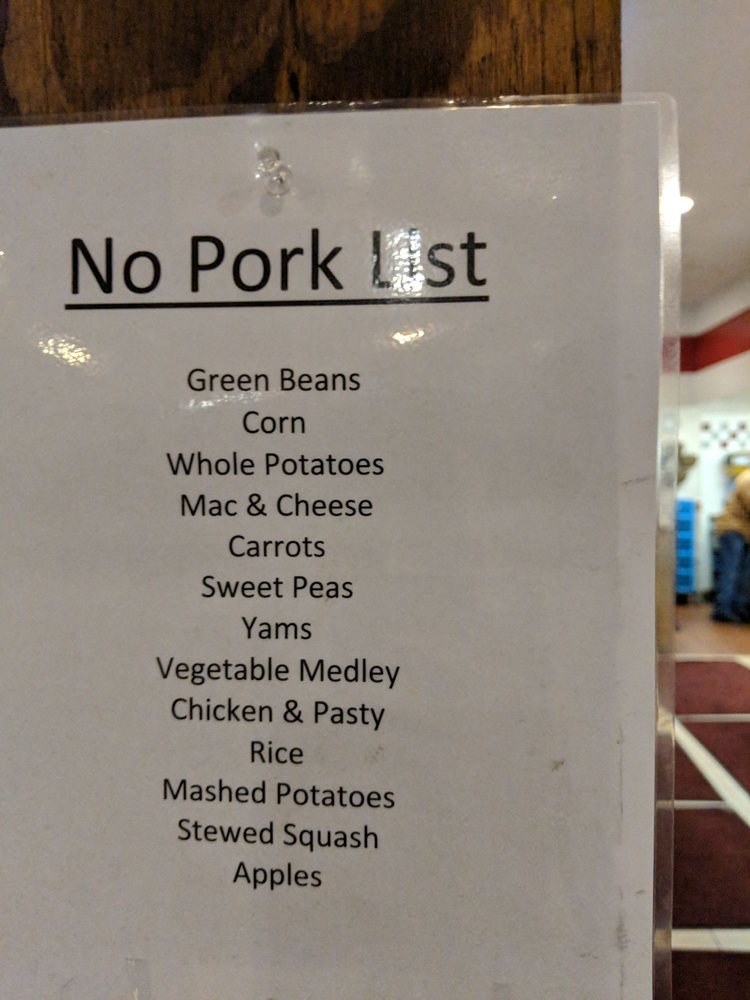 No Pork List
Green Beans
Corn
Whole Potatoes
Mac & Cheese
Carrots
Sweet Peas
Yams
Vegetable Medley
Chicken & Pasty
Rice
Mashed Potatoes
Stewed Squash
Apples